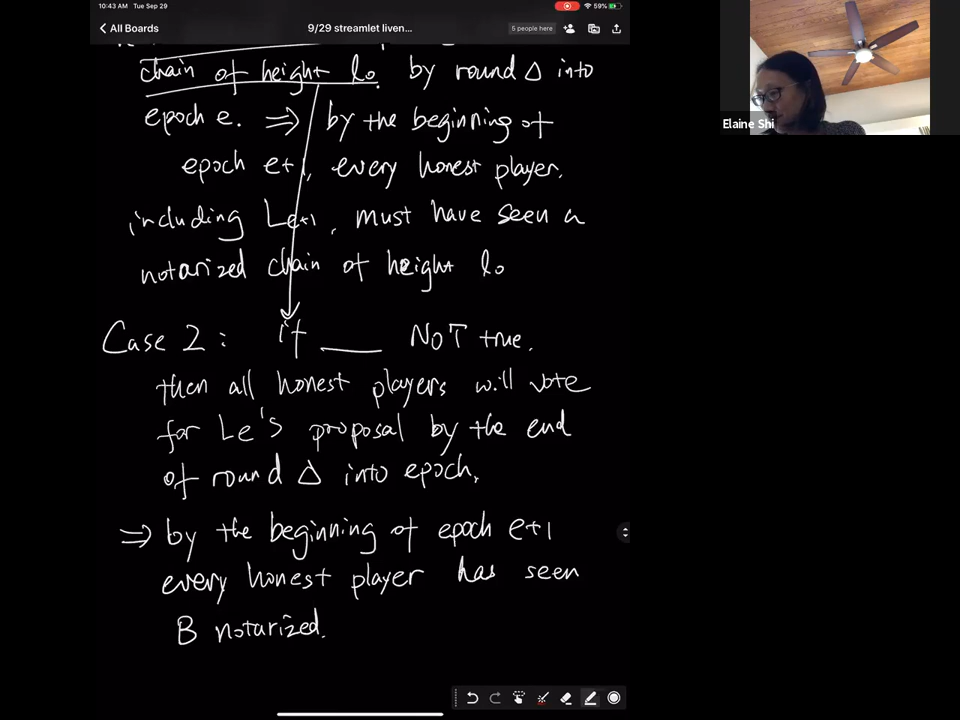 10:43 AM Tue Sep 29
59%
All Boards
9/29 streamlet liven...
5 people here
chain of height lo by round Δ into
epoch e. ⇒ by the beginning of
epoch e+1, every honest player,
including Le+1, must have seen a
notarized chain of height lo
Case 2: if ___ NOT true.
then all honest players will vote
for Le's proposal by the end
of round Δ into epoch.
⇒ by the beginning of epoch e+1
every honest player has seen
B notarized.
Elaine Shi